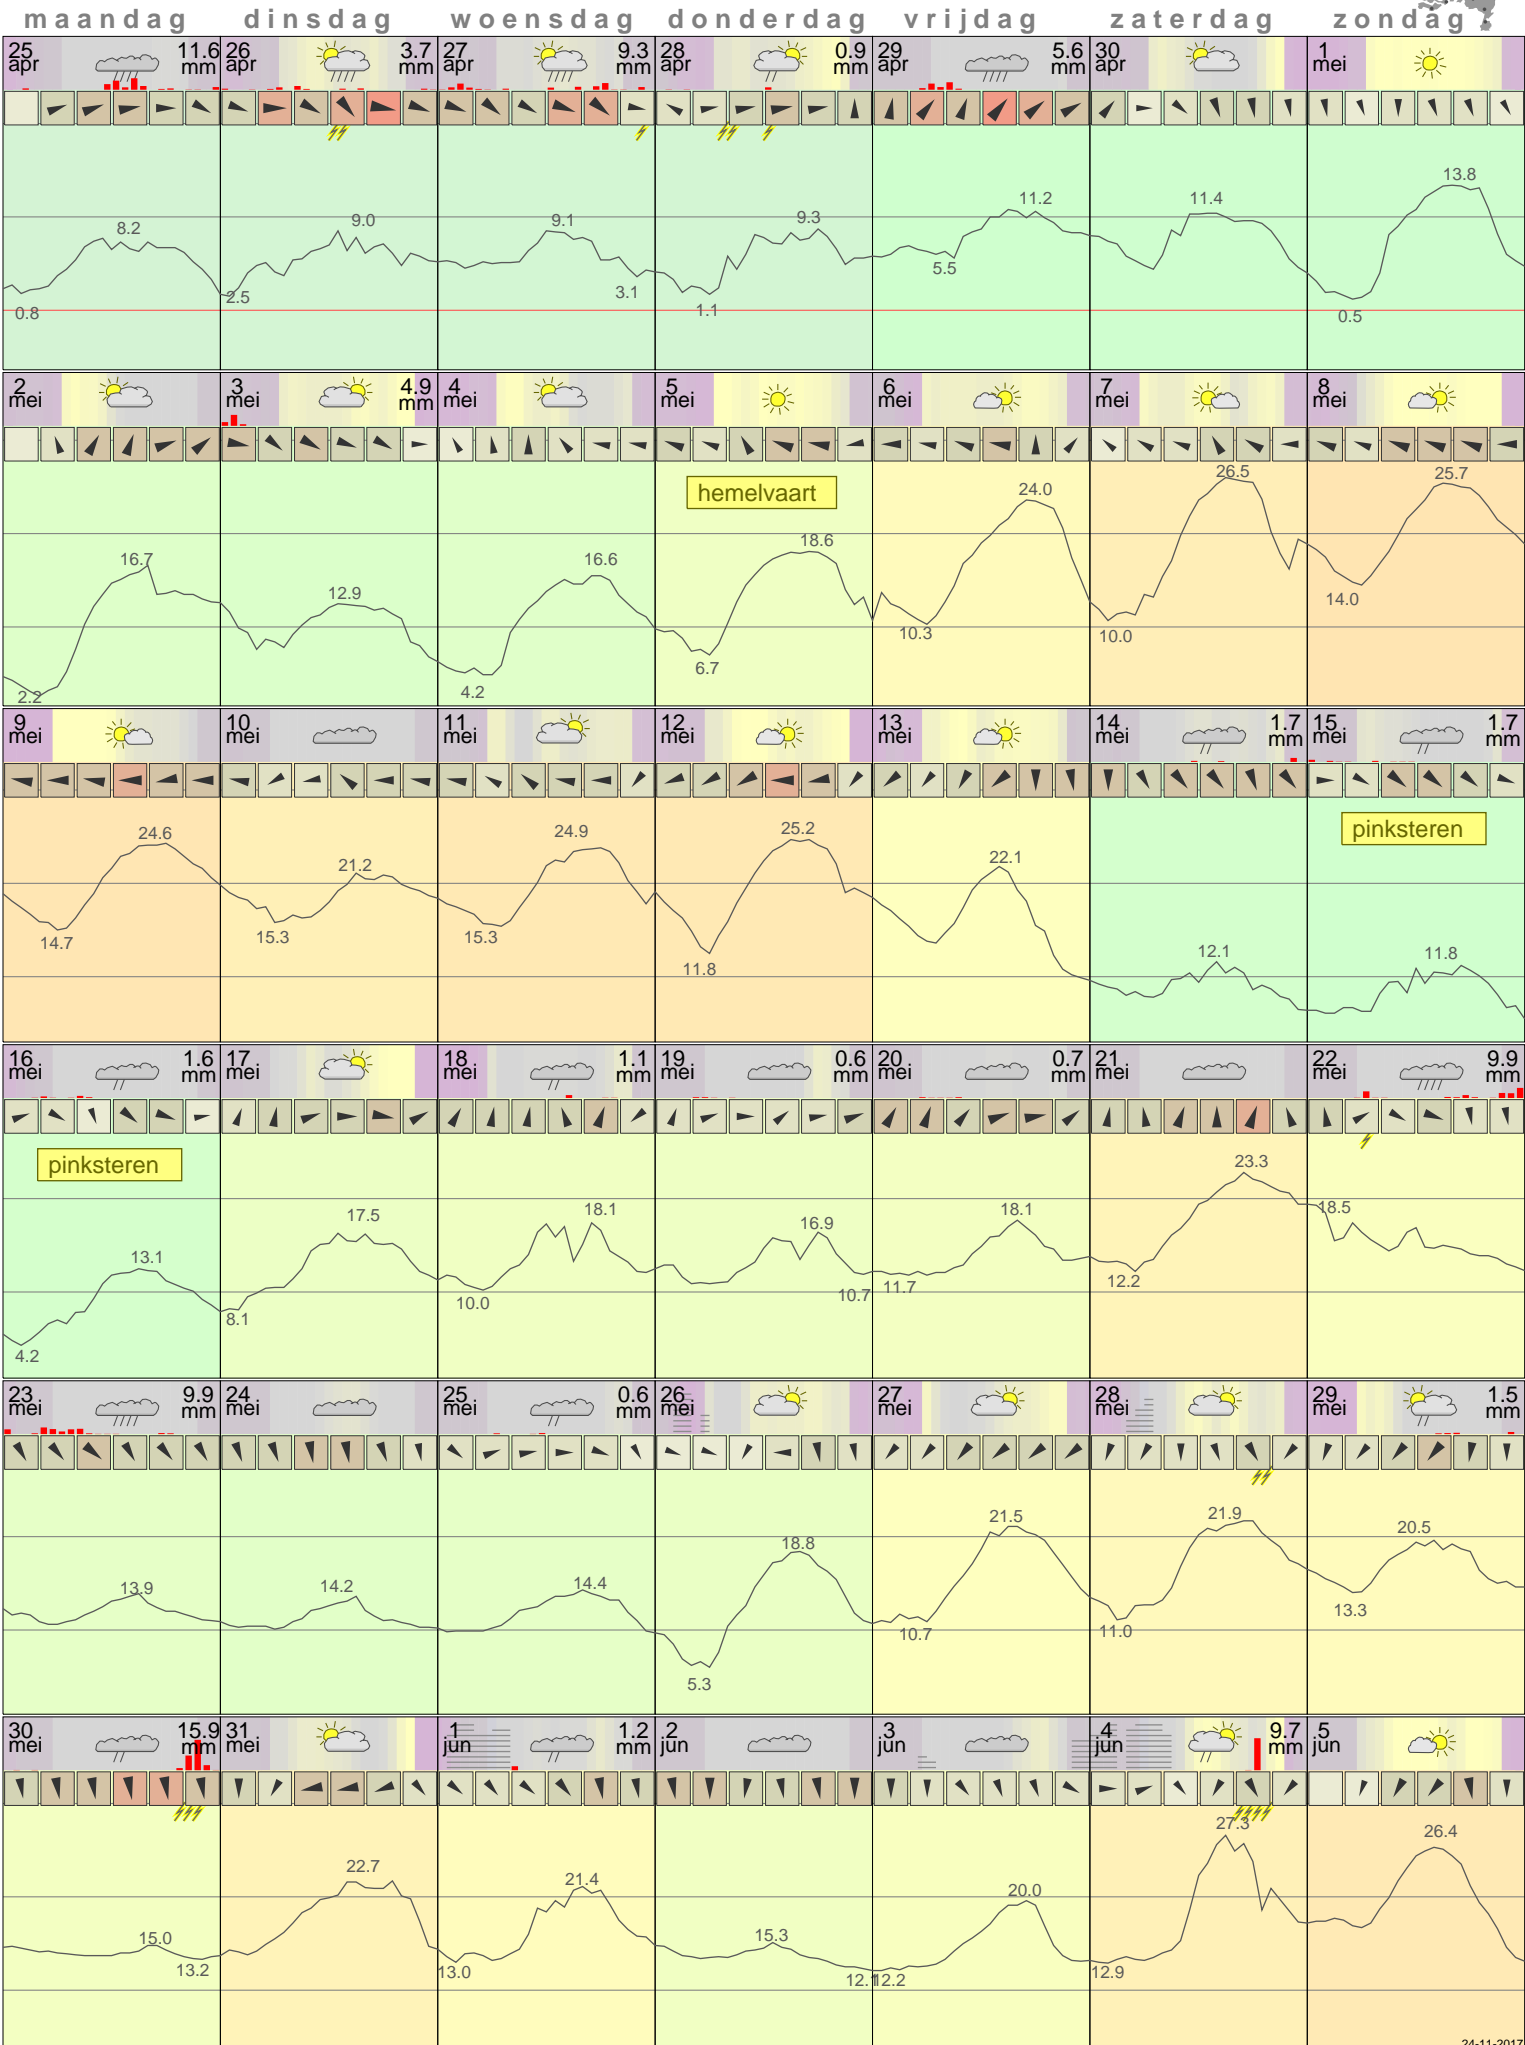 maandag dinsdag woensdag donderdag vrijdag zaterdag zondag
25 11.6 26 3.7 27 9.3 28 0.9 29 5.6 30 1
apr mm apr mm apr mm apr mm apr mm apr mei
13.8
11.2 11.4
8.2 9.0 9.1 9.3
5.5
2.5 3.1
0.8 1.1 0.5
2 3 4.9 4 5 6 7 8
mei mei mm mei mei mei mei mei
26.5 25.7
hemelvaart 24.0
16.7 16.6 18.6
12.9 14.0
10.3 10.0
2.2 4.2 6.7
9 10 11 12 13 14 1.7 15 1.7
mei mei mei mei mei mei mm mei mm
pinksteren
24.6 21.2 24.9 25.2 22.1
14.7 15.3 15.3 12.1 11.8
11.8
16 1.6 17 18 1.1 19 0.6 20 0.7 21 22 9.9
mei mm mei mei mm mei mm mei mm mei mei mm
pinksteren 23.3
17.5 18.1 16.9 18.1 18.5
13.1
8.1 10.0 10.7 11.7 12.2
4.2
23 9.9 24 25 0.6 26 27 28 29 1.5
mei mm mei mei mm mei mei mei mei mm
21.5 21.9 20.5
18.8
13.9 14.2 14.4 13.3
10.7 11.0
5.3
30 15.9 31 1 1.2 2 3 4 9.7 5
mei mm mei jun mm jun jun jun mm jun
27.3 26.4
22.7 21.4 20.0
15.0 15.3
13.2 13.0 12.1 12.2 12.9
24-11-2017